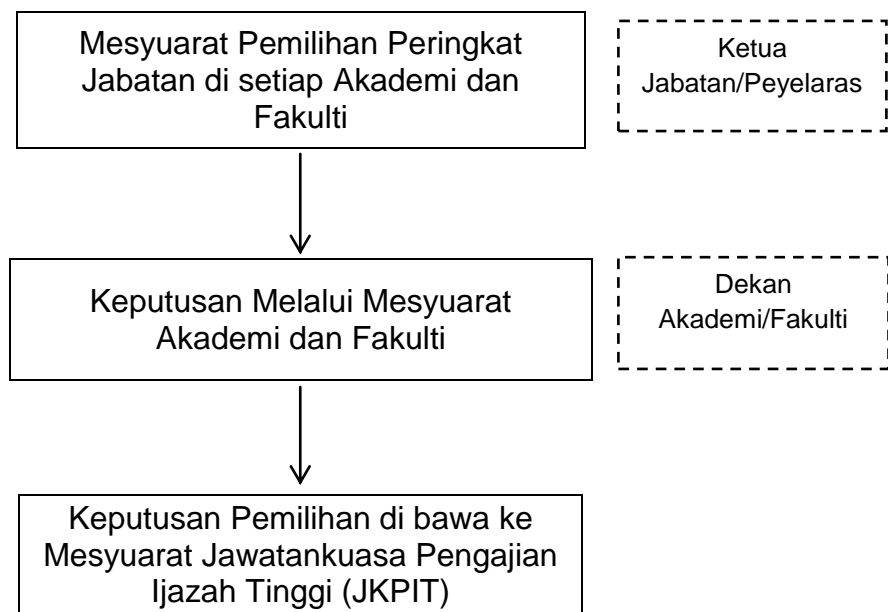 Mesyuarat Pemilihan Peringkat
Jabatan di setiap Akademi dan
Fakulti
Ketua
Jabatan/Peyelaras
Keputusan Melalui Mesyuarat
Akademi dan Fakulti
Dekan
Akademi/Fakulti
Keputusan Pemilihan di bawa ke
Mesyuarat Jawatankuasa Pengajian
Ijazah Tinggi (JKPIT)